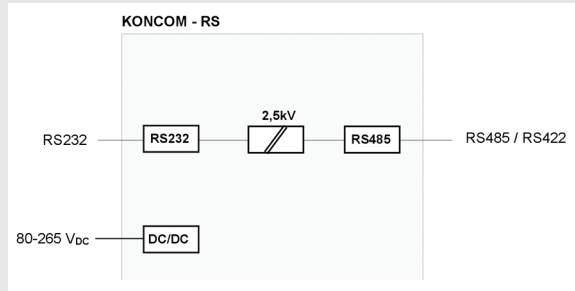 KONCOM - RS
2,5kV
RS232
RS232
RS485
RS485 / RS422
80-265 VDC
DC/DC